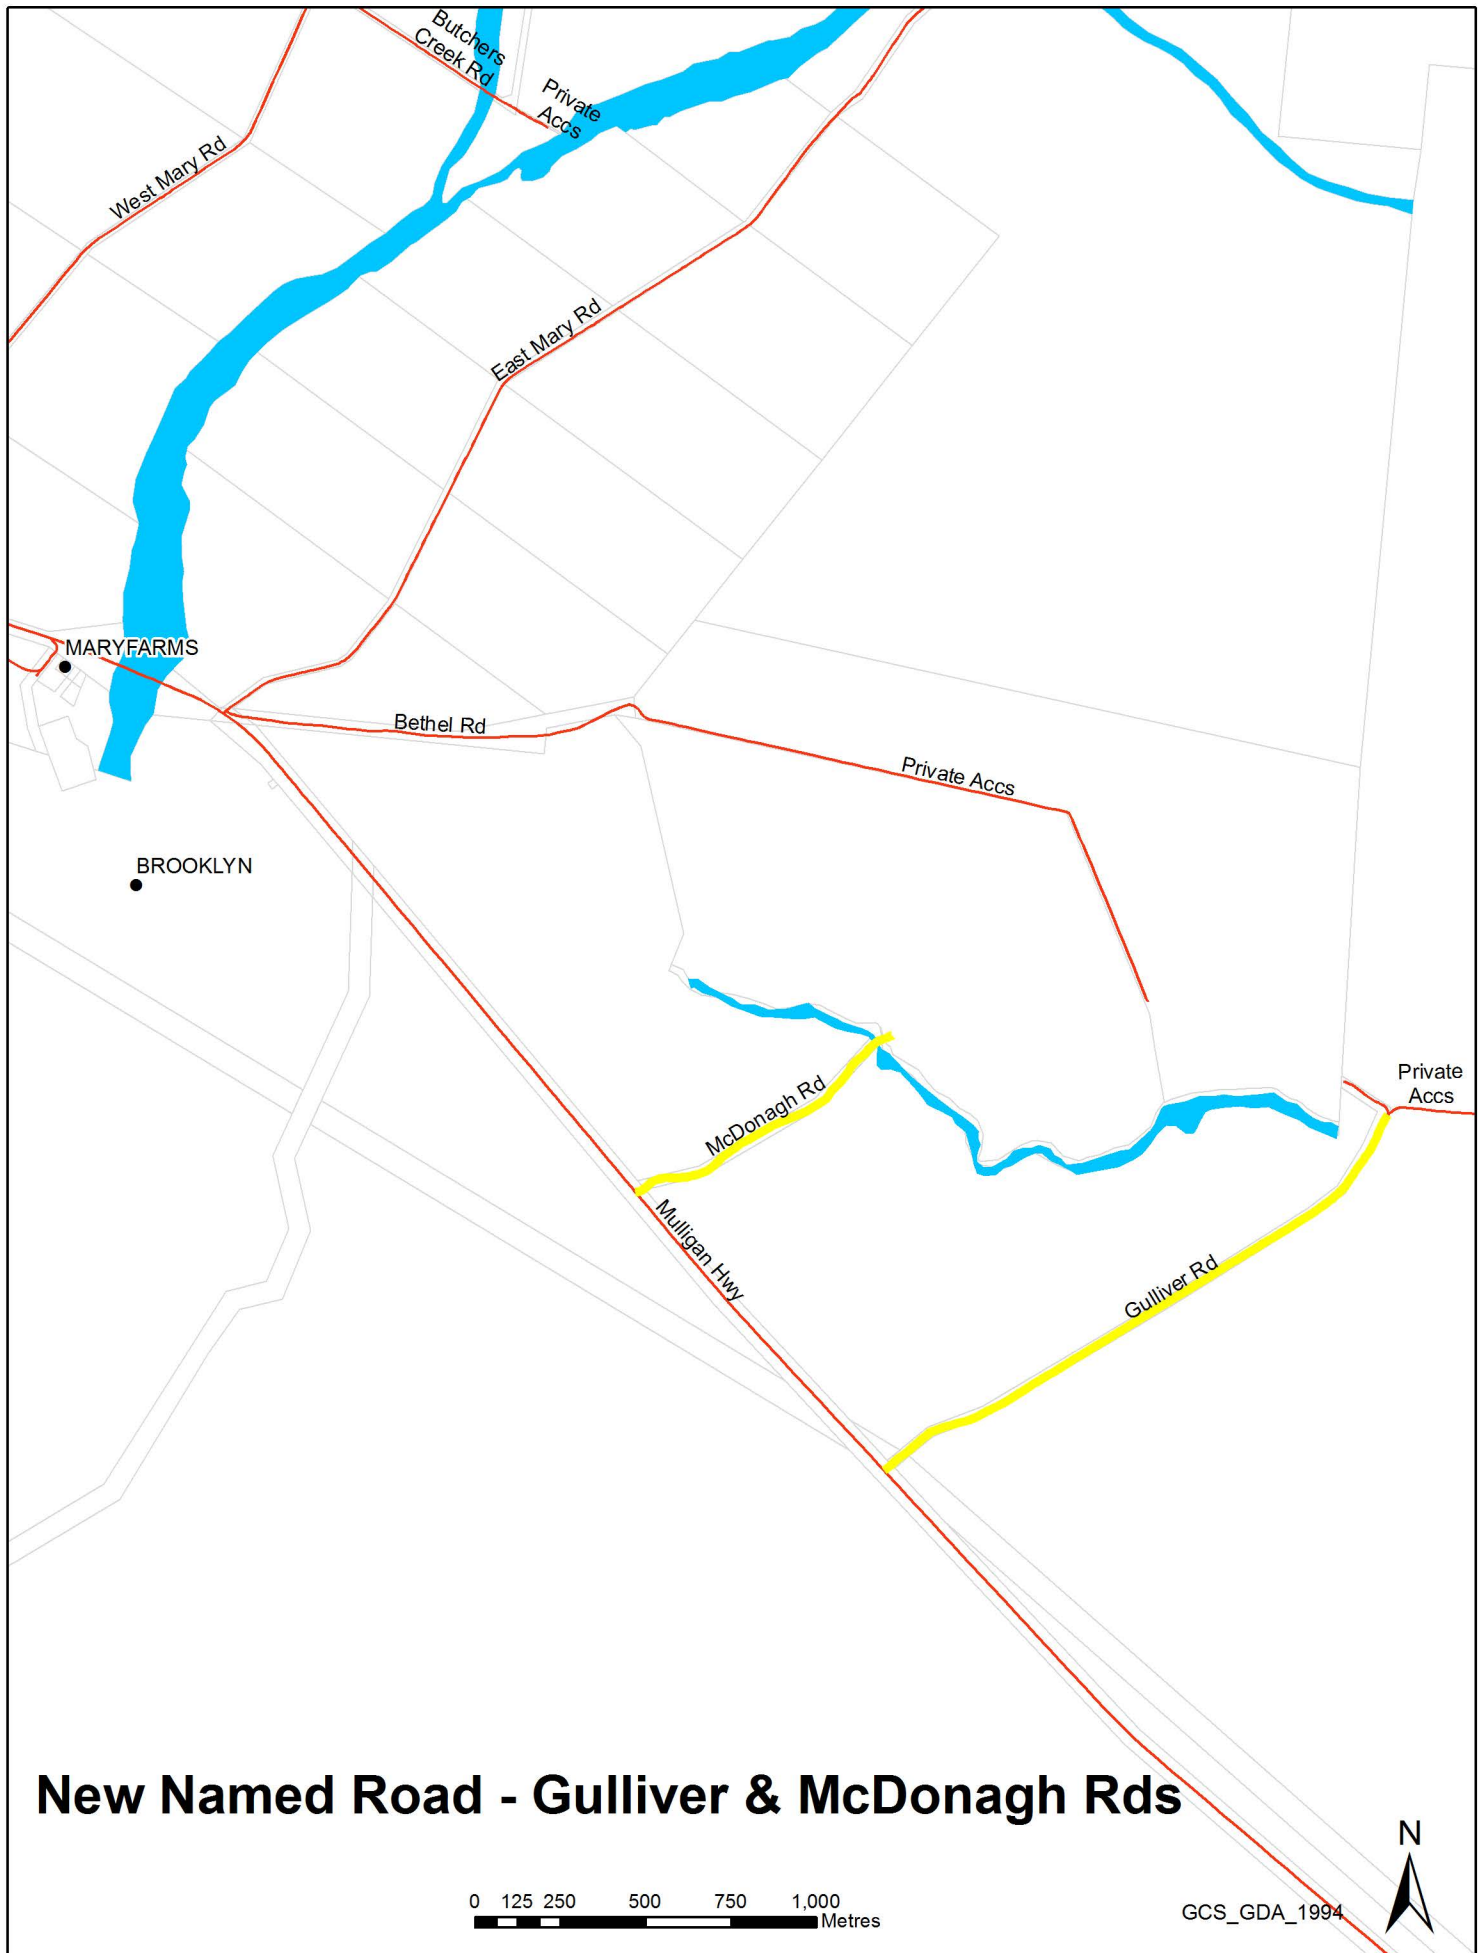 Butchers
Creek Rd
Private
Accs
West Mary Rd
East Mary Rd
MARYFARMS
Bethel Rd
Private Accs
BROOKLYN
Private
Accs
McDonagh Rd
Mulligan Hwy
Gulliver Rd
New Named Road - Gulliver & McDonagh Rds
N
0 125 250 500 750 1,000
Metres
GCS_GDA_1994